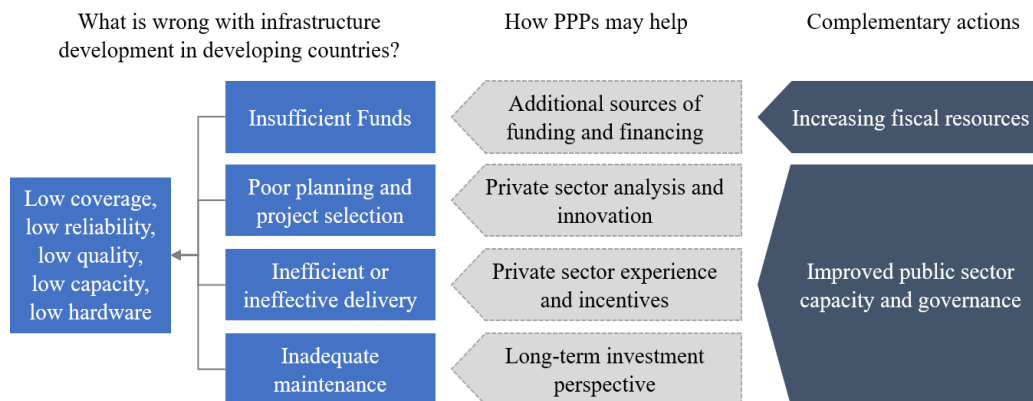 What is wrong with infrastructure
development in developing countries?
How PPPs may help
Complementary actions
Insufficient Funds
Additional sources of
funding and financing
Increasing fiscal resources
Low coverage,
low reliability,
low quality,
low capacity,
low hardware
Poor planning and
project selection
Private sector analysis and
innovation
Inefficient or
ineffective delivery
Private sector experience
and incentives
Improved public sector
capacity and governance
Inadequate
maintenance
Long-term investment
perspective